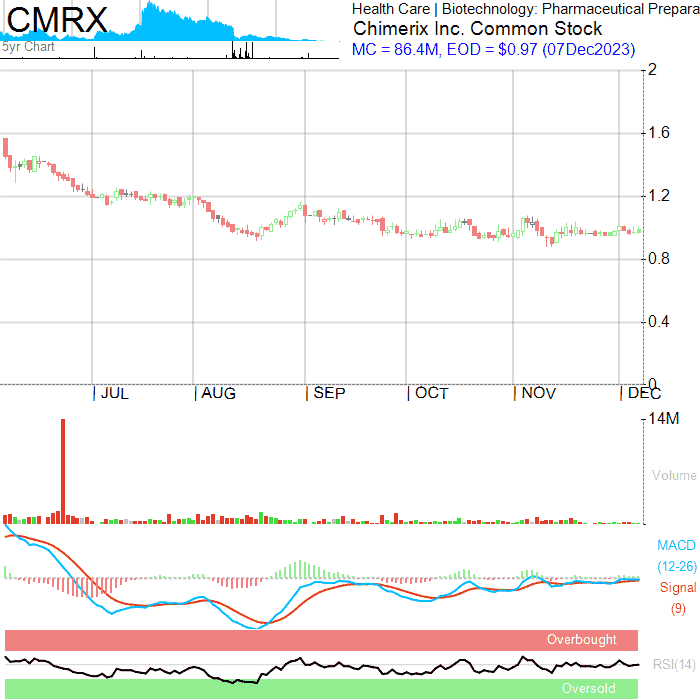 CMRX
5yr Chart
Health Care | Biotechnology: Pharmaceutical Prepara
Chimerix Inc. Common Stock
MC = 86.4M, EOD = $0.97 (07Dec2023)
2
1.6
1.2
0.8
0.4
0
JUL AUG SEP OCT NOV DEC
14M
Volume
MACD
(12-26)
Signal
(9)
Overbought
RSI(14)
Oversold